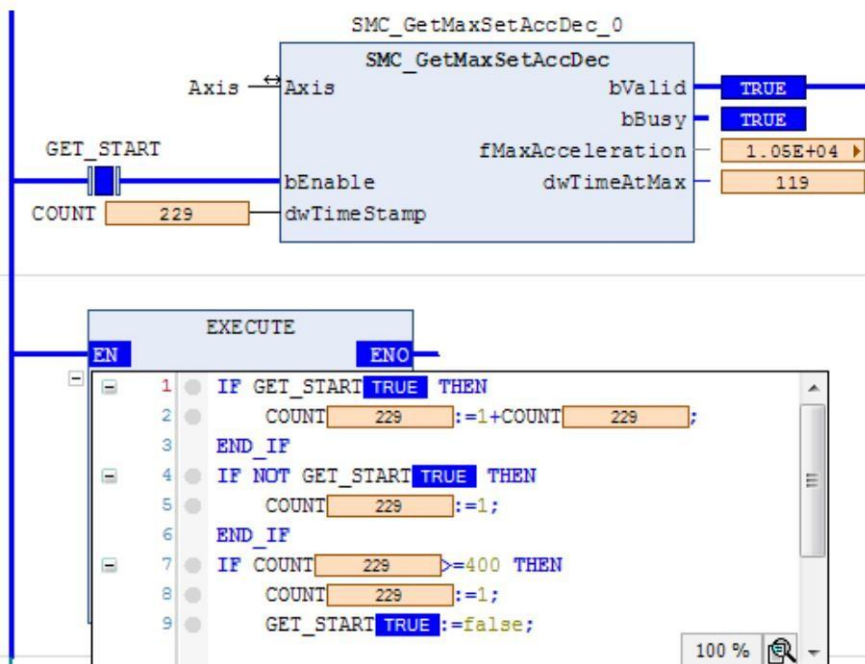 SMC_GetMaxSetAccDec_0
SMC_GetMaxSetAccDec
Axis Axis bValid TRUE
bBusy TRUE
GET_START fMaxAcceleration 1.05E+04
bEnable dwTimeAtMax 119
COUNT 229 dwTimeStamp
EXECUTE
EN ENO
1 IF GET_START TRUE THEN
2 COUNT 229 :=1+COUNT 229 ;
3 END_IF
4 IF NOT GET_START TRUE THEN
5 COUNT 229 :=1;
6 END_IF
7 IF COUNT 229 >=400 THEN
8 COUNT 229 :=1;
9 GET_START TRUE :=false;
100 %